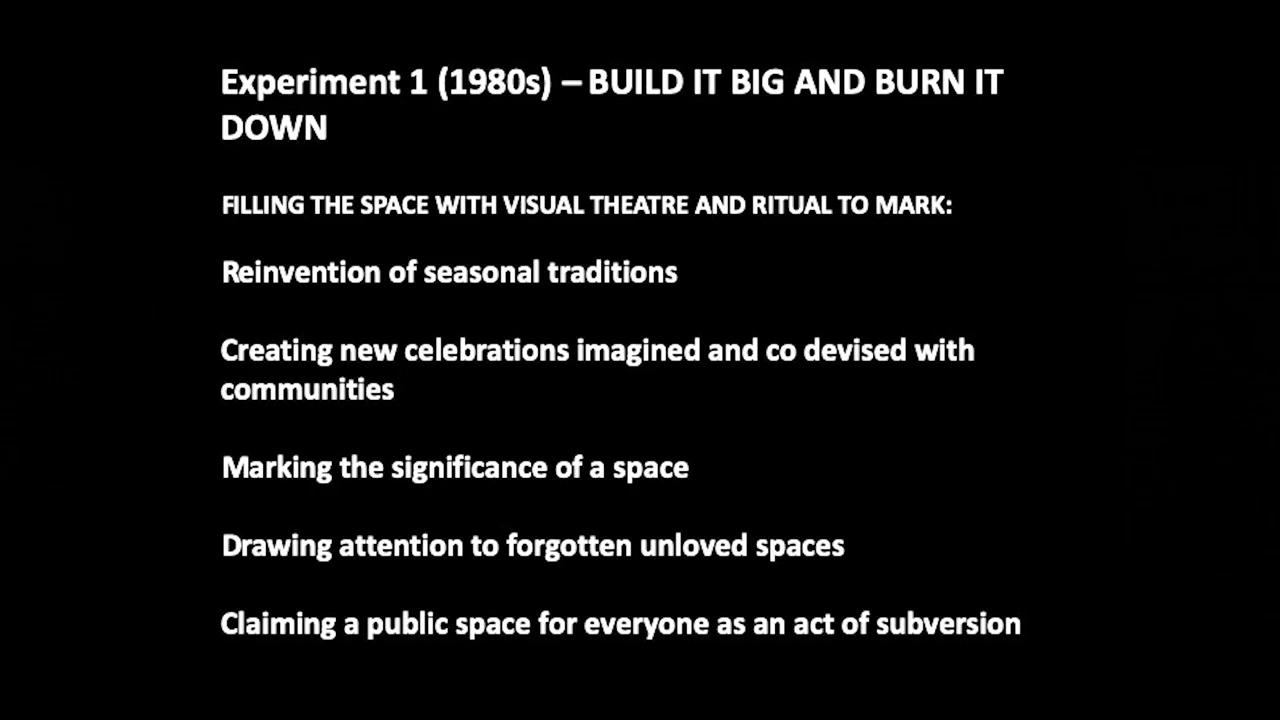 Experiment 1 (1980s) – BUILD IT BIG AND BURN IT
DOWN
FILLING THE SPACE WITH VISUAL THEATRE AND RITUAL TO MARK:
Reinvention of seasonal traditions
Creating new celebrations imagined and co devised with
communities
Marking the significance of a space
Drawing attention to forgotten unloved spaces
Claiming a public space for everyone as an act of subversion